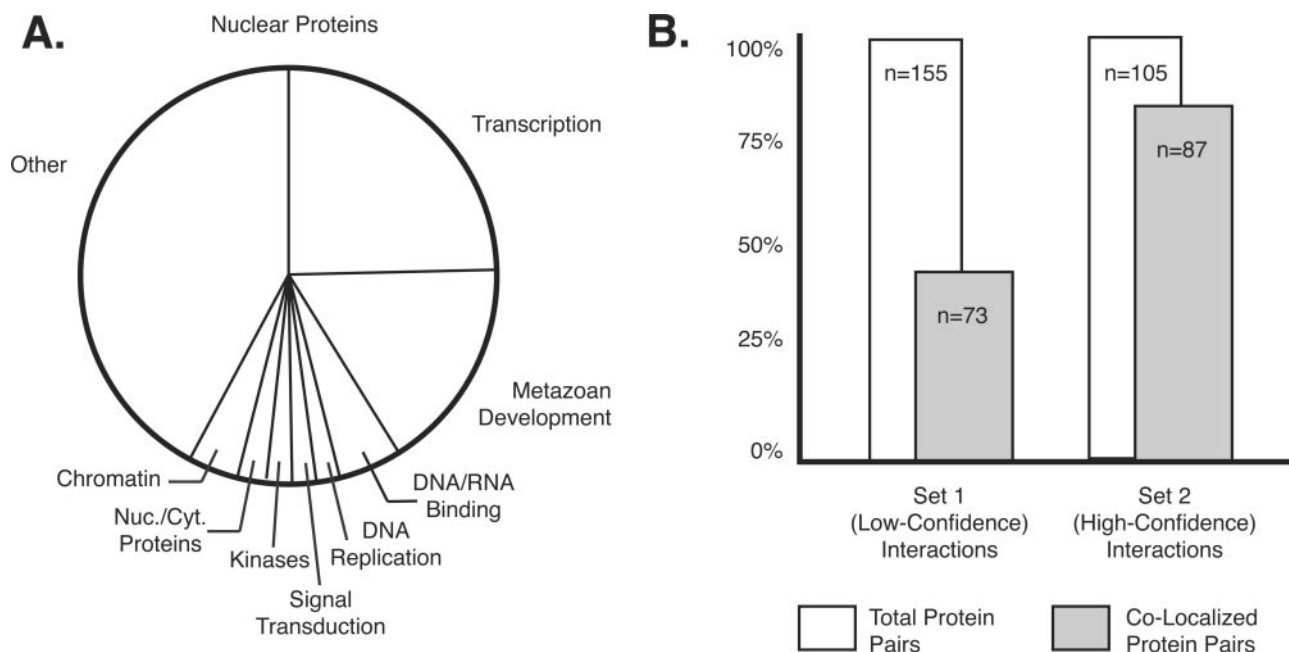 A.
Nuclear Proteins
Transcription
Other
Metazoan
Development
Chromatin
DNA/RNA
Binding
Nuc./Cyt.
Proteins
DNA
Replication
Kinases
Signal
Transduction
B.
100%
75%
50%
25%
0%
n=155
n=105
n=87
n=73
Set 1
(Low-Confidence)
Interactions
Set 2
(High-Confidence)
Interactions
Total Protein
Pairs
Co-Localized
Protein Pairs